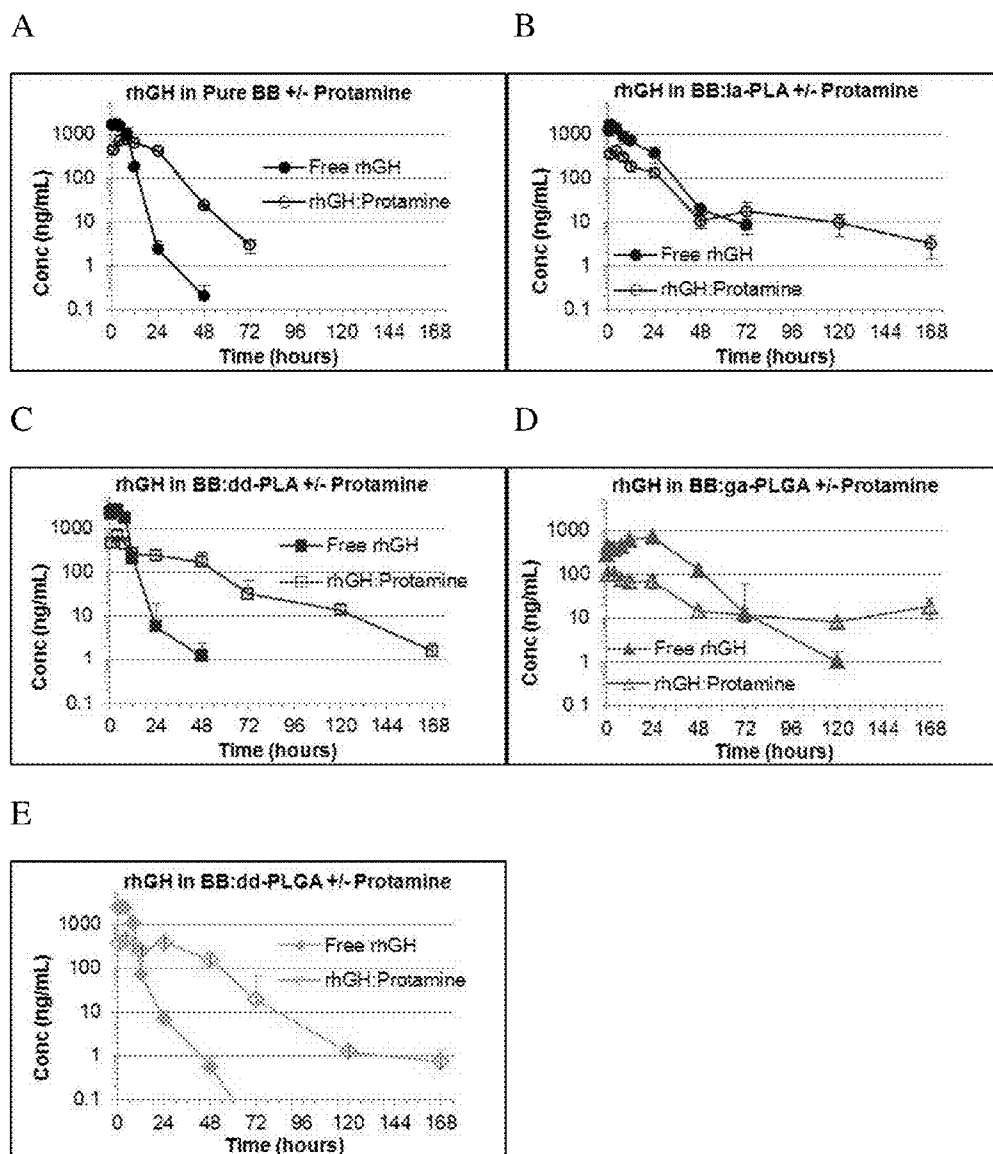 A
B
rhGH in Pure BB +/- Protamine
Conc (ng/mL)
1000
100
10
1
0.1
Free rhGH
rhGH:Protamine
0 24 48 72 96 120 144 168
Time (hours)
rhGH in BB:la-PLA +/- Protamine
Conc (ng/mL)
1000
100
10
1
0.1
Free rhGH
rhGH:Protamine
0 24 48 72 96 120 144 168
Time (hours)
C
D
rhGH in BB:dd-PLA +/- Protamine
Conc (ng/mL)
1000
100
10
1
0.1
Free rhGH
rhGH:Protamine
0 24 48 72 96 120 144 168
Time (hours)
rhGH in BB:ga-PLGA +/- Protamine
Conc (ng/mL)
1000
100
10
1
0.1
Free rhGH
rhGH:Protamine
0 24 48 72 96 120 144 168
Time (hours)
E
rhGH in BB:dd-PLGA +/- Protamine
Conc (ng/mL)
1000
100
10
1
0.1
Free rhGH
rhGH:Protamine
0 24 48 72 96 120 144 168
Time (hours)